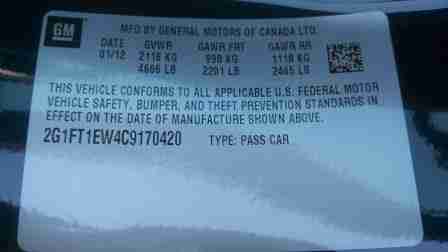 GM
MFD BY GENERAL MOTORS OF CANADA LTD.
DATE GVWR GAWR FRT GAWR RR
01/12 2116 KG 998 KG 1118 KG
4666 LB 2201 LB 2465 LB
THIS VEHICLE CONFORMS TO ALL APPLICABLE U.S. FEDERAL MOTOR
VEHICLE SAFETY, BUMPER, AND THEFT PREVENTION STANDARDS IN
EFFECT ON THE DATE OF MANUFACTURE SHOWN ABOVE.
2G1FT1EW4C9170420 TYPE: PASS CAR